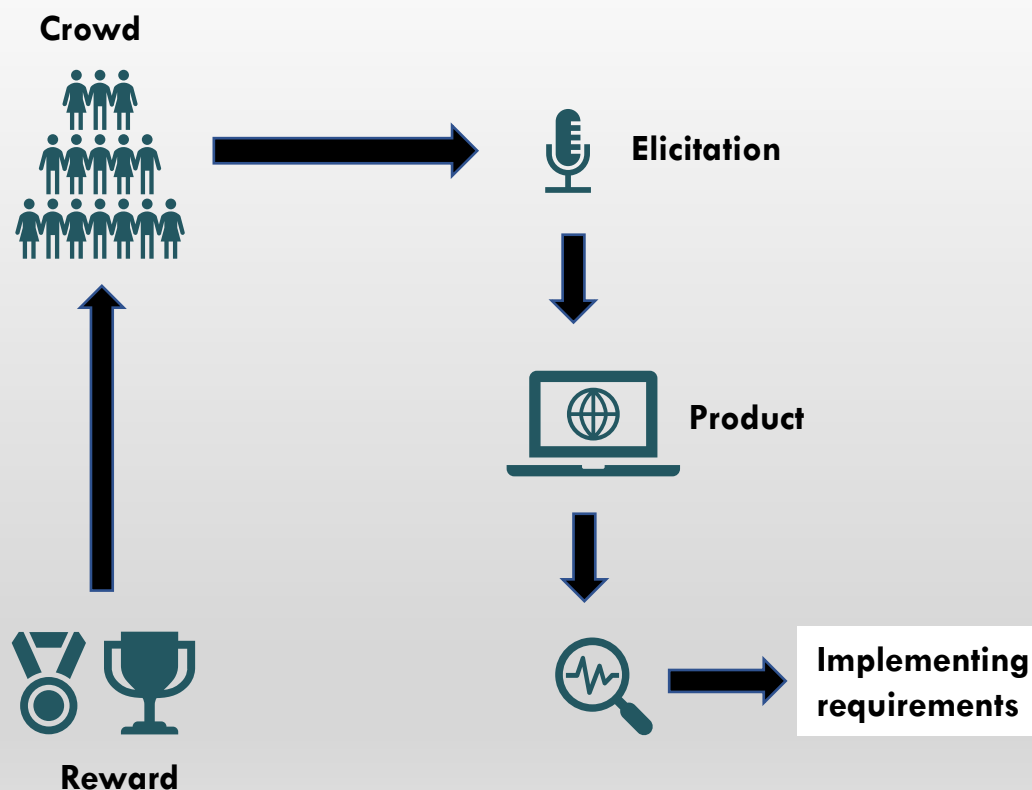 Crowd
Elicitation
Product
Implementing
requirements
Reward